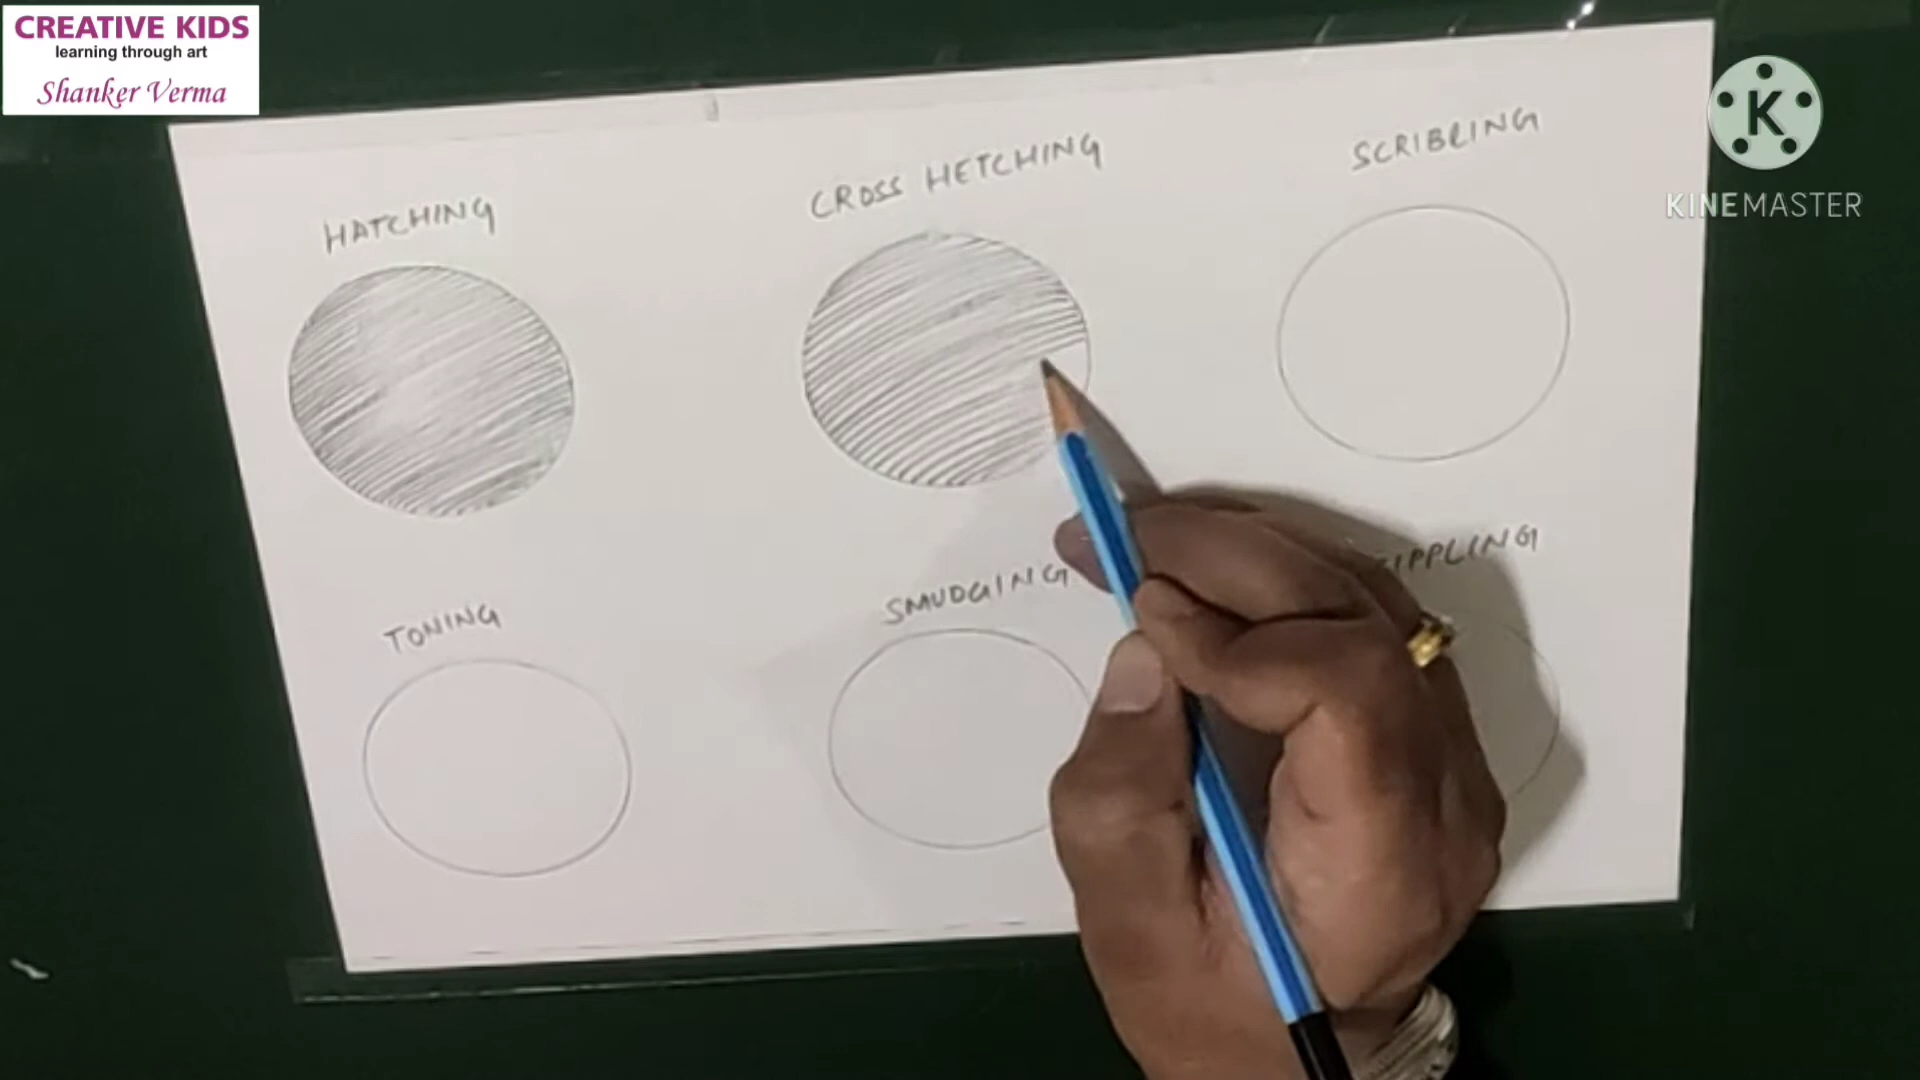 CREATIVE KIDS
learning through art
Shanker Verma
K
KINEMASTER
HATCHING
CROSS HETCHING
SCRIBLING
TONING
SMUDGING